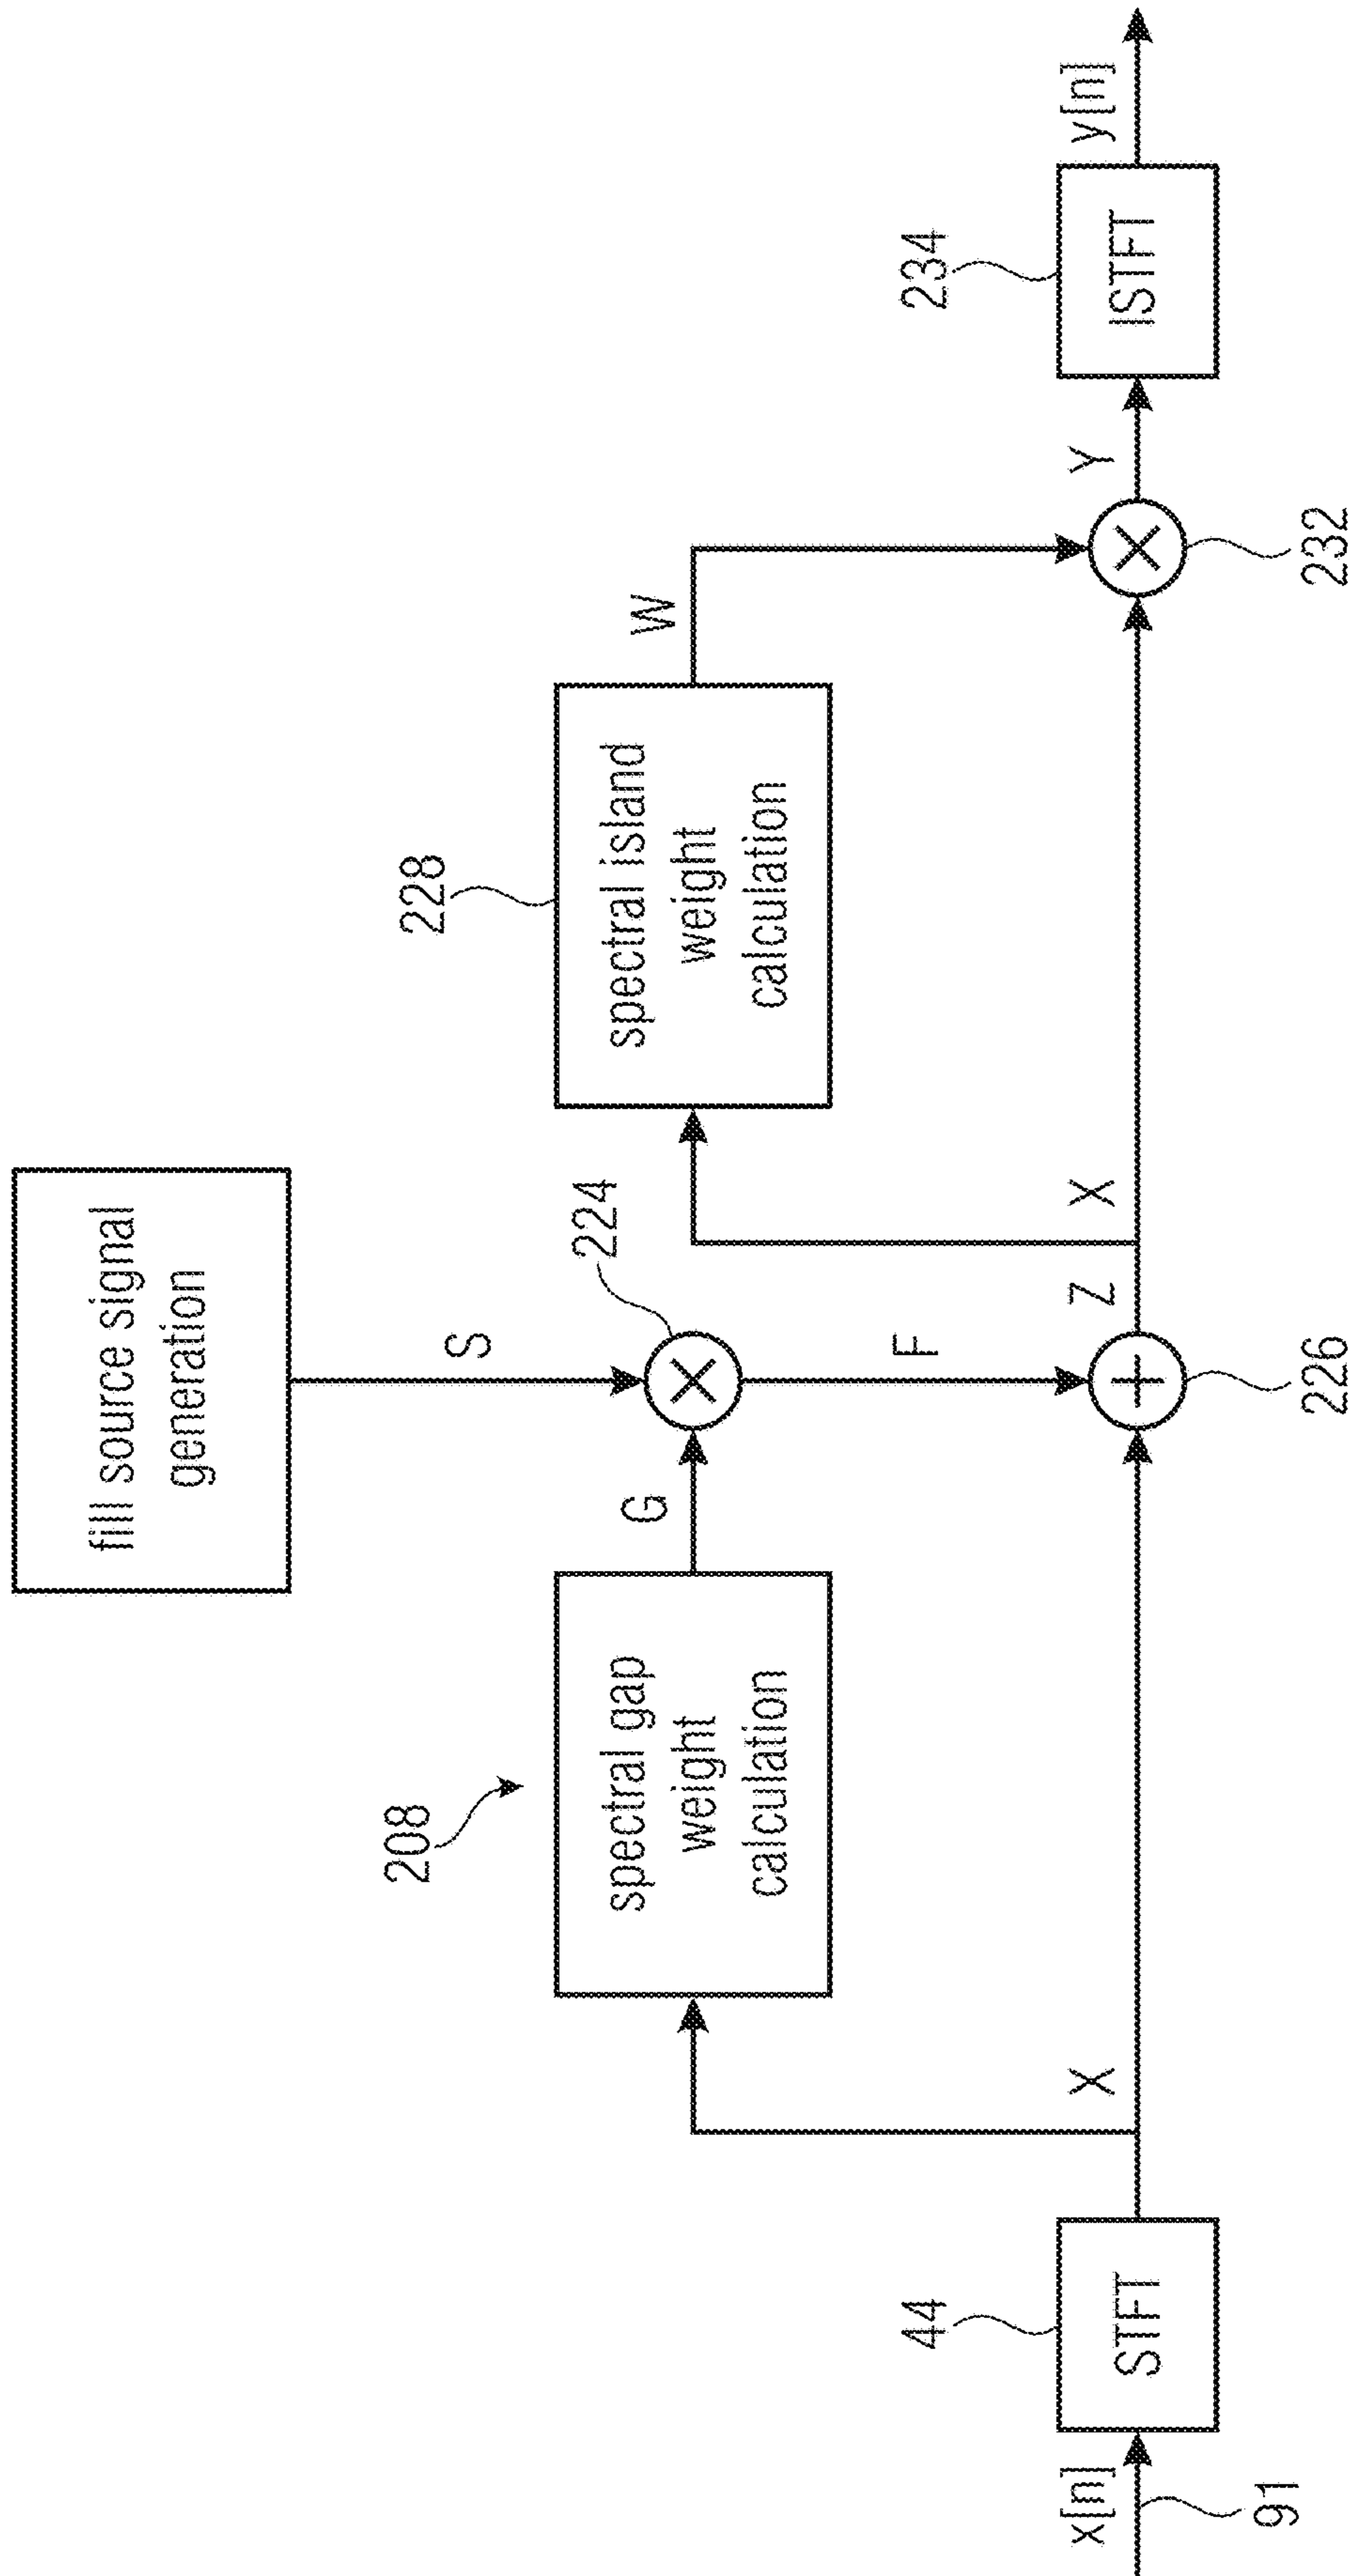 fill source signal
generation
S
208
spectral gap
weight
calculation
G
224
F
228
spectral island
weight
calculation
W
x[n]
91
44
STFT
X
Z
226
X
232
Y
234
ISTFT
y[n]